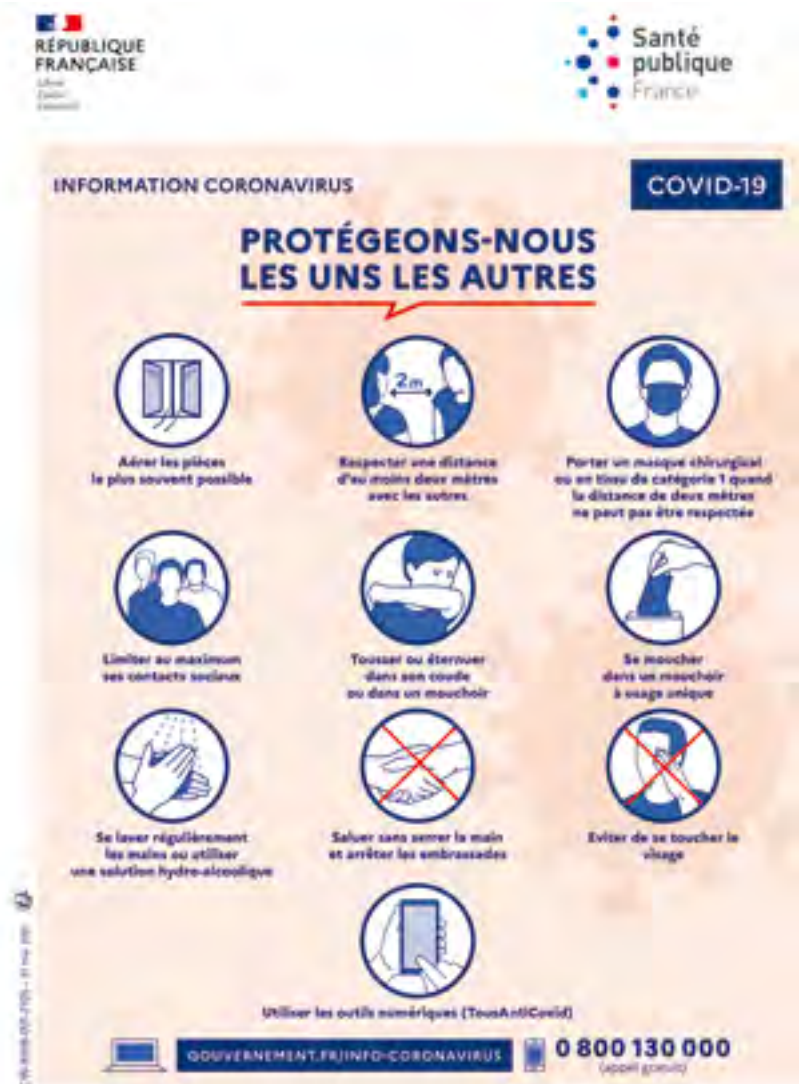 RÉPUBLIQUE
FRANÇAISE
Santé
publique
France
INFORMATION CORONAVIRUS
COVID-19
PROTÉGEONS-NOUS
LES UNS LES AUTRES
Aérer les pièces
le plus souvent possible
2m
Respecter une distance
d'au moins deux mètres
avec les autres
Porter un masque chirurgical
ou en tissu de catégorie 1 quand
la distance de deux mètres
ne peut pas être respectée
Limiter au maximum
ses contacts sociaux
Tousser ou éternuer
dans son coude
ou dans un mouchoir
Se moucher
dans un mouchoir
à usage unique
Se laver régulièrement
les mains ou utiliser
une solution hydro-alcoolique
Saluer sans serrer la main
et arrêter les embrassades
Eviter de se toucher le
visage
Utiliser les outils numériques (TousAntiCovid)
GOUVERNEMENT.FR/INFO-CORONAVIRUS
0 800 130 000
(appel gratuit)